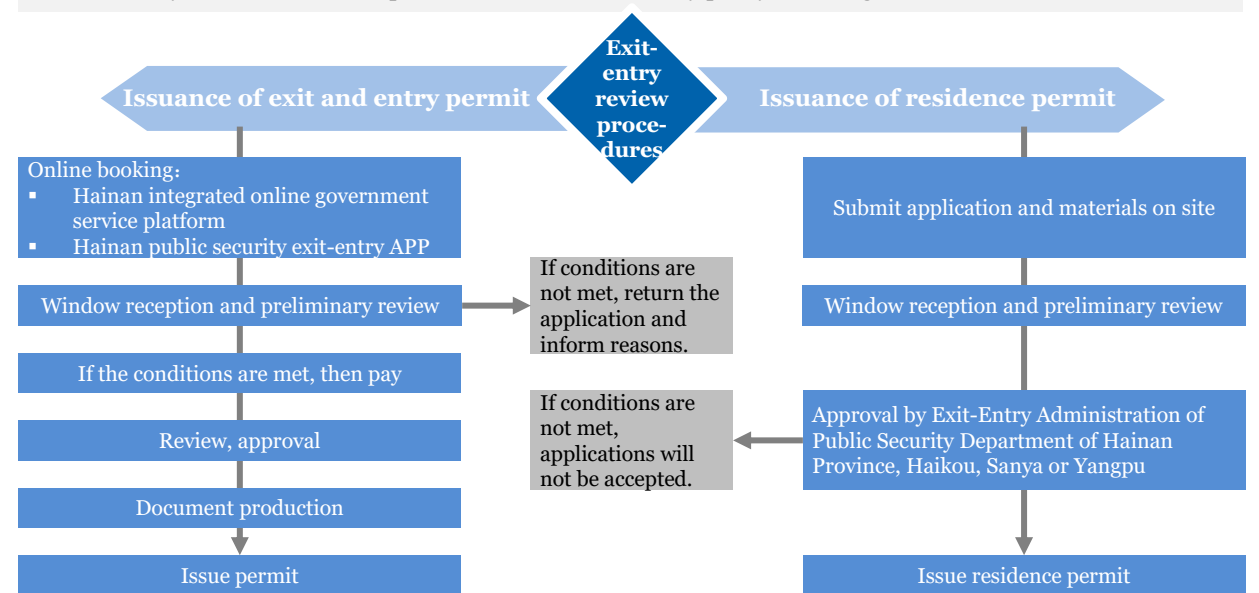 Exit-
entry
review
proce-
dures
Issuance of exit and entry permit
Issuance of residence permit
Online booking：
▪ Hainan integrated online government
service platform
▪ Hainan public security exit-entry APP
Window reception and preliminary review
If the conditions are met, then pay
Review, approval
Document production
Issue permit
If conditions are
not met, return the
application and
inform reasons.
If conditions are
not met,
applications will
not be accepted.
Submit application and materials on site
Window reception and preliminary review
Approval by Exit-Entry Administration of
Public Security Department of Hainan
Province, Haikou, Sanya or Yangpu
Issue residence permit